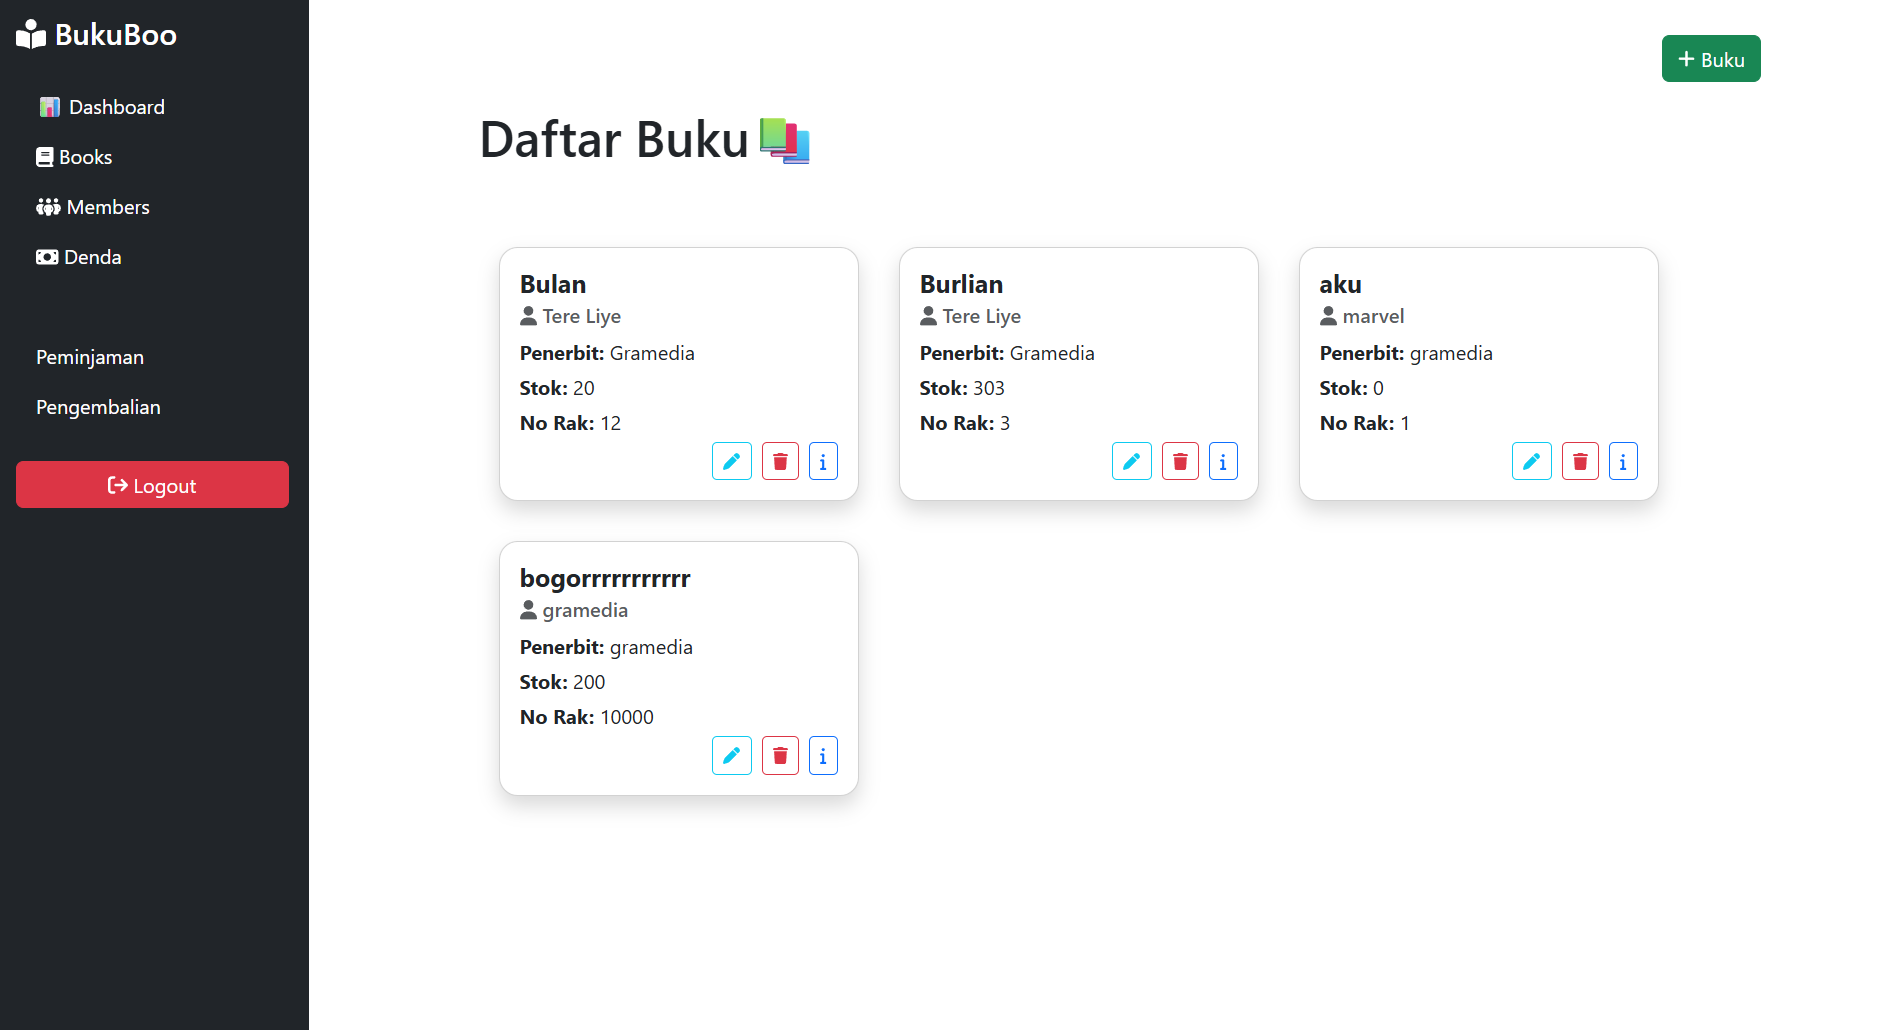 BukuBoo
Dashboard
Books
Members
Denda
Peminjaman
Pengembalian
Logout
+ Buku
Daftar Buku
Bulan
Tere Liye
Penerbit: Gramedia
Stok: 20
No Rak: 12
Burlian
Tere Liye
Penerbit: Gramedia
Stok: 303
No Rak: 3
aku
marvel
Penerbit: gramedia
Stok: 0
No Rak: 1
bogorrrrrrrrrrr
gramedia
Penerbit: gramedia
Stok: 200
No Rak: 10000